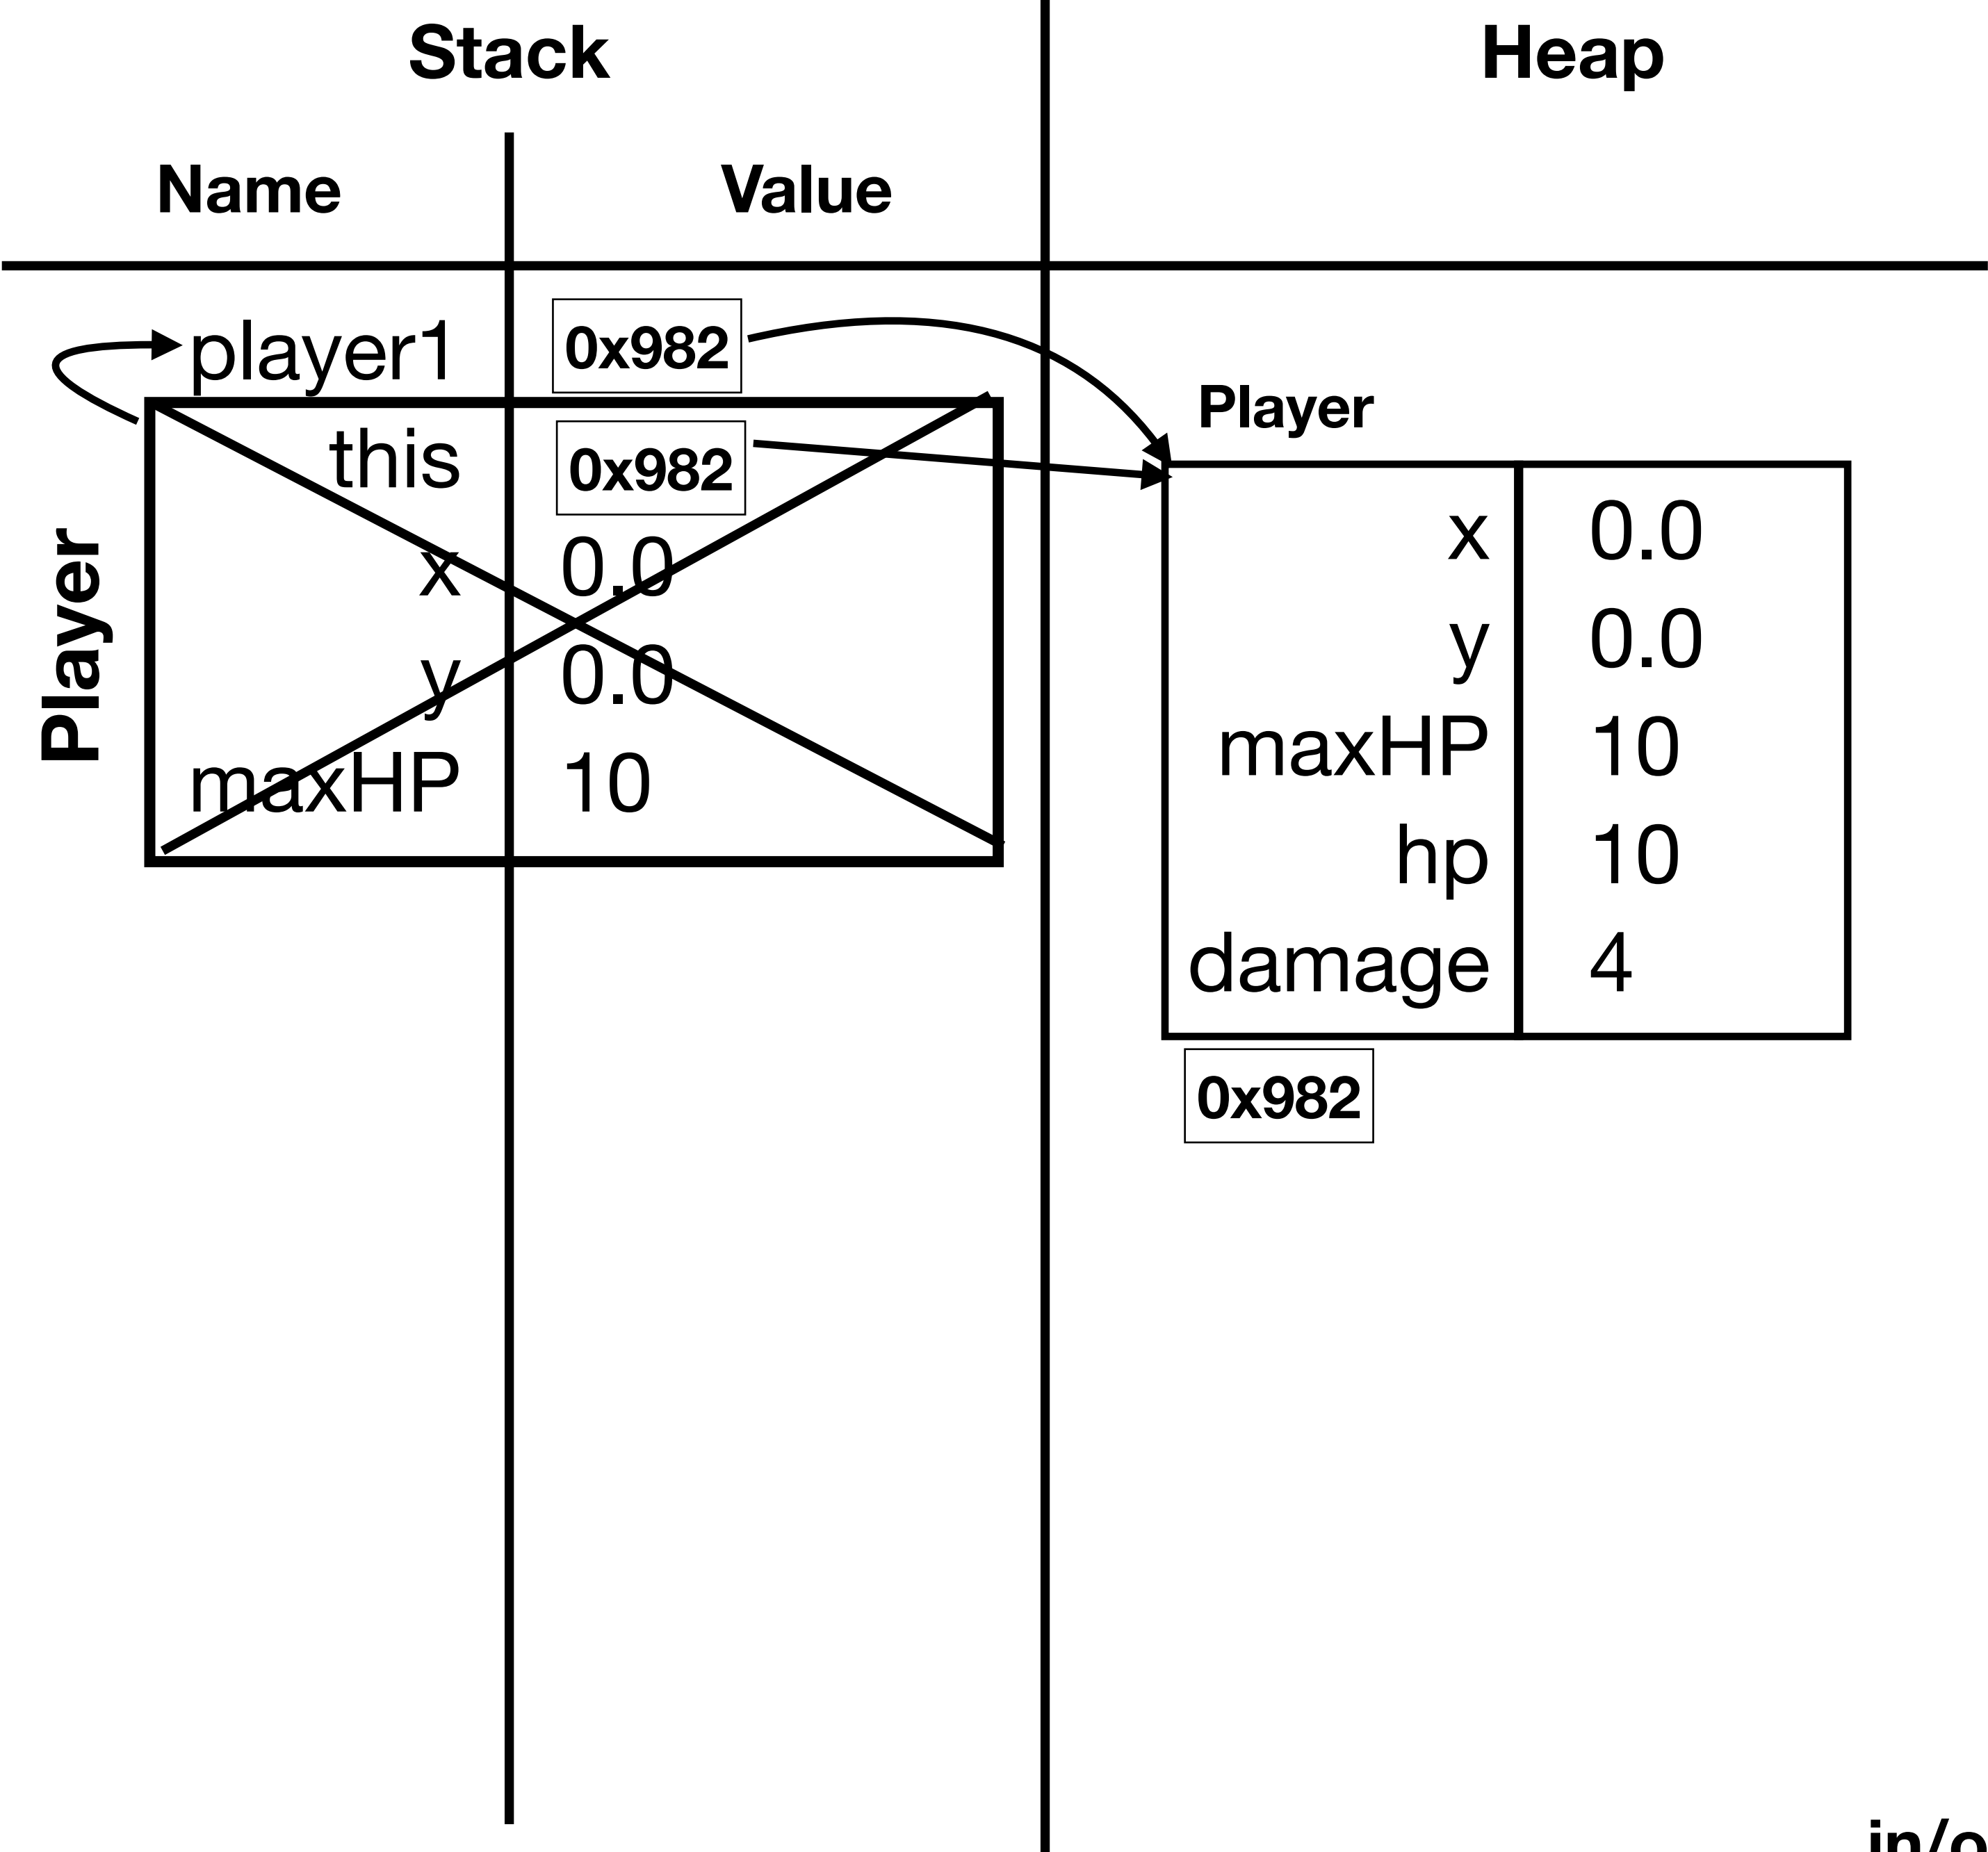 Stack
Heap
Name
Value
player1 0x982
Player
this 0x982
x 0.0
y 0.0
maxHP 10
Player
x 0.0
y 0.0
maxHP 10
hp 10
damage 4
0x982
in/o